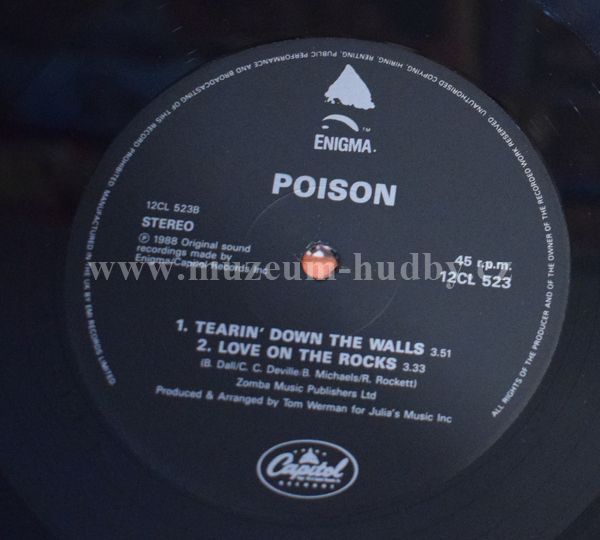 ENIGMA.™
POISON
12CL 523B
STEREO
℗ 1988 Original sound
recordings made by
Enigma/Capitol Records Inc
45 r.p.m.
12CL 523
www.muzeum-hudby.cz
1. TEARIN' DOWN THE WALLS 3.51
2. LOVE ON THE ROCKS 3.33
(B. Dall/C. C. Deville/B. Michaels/R. Rockett)
Zomba Music Publishers Ltd
Produced & Arranged by Tom Werman for Julia's Music Inc
Capitol
RECORDS
ALL RIGHTS OF THE PRODUCER AND OF THE OWNER OF THE RECORDED WORK RESERVED. UNAUTHORISED COPYING, HIRING, RENTING, PUBLIC PERFORMANCE AND BROADCASTING OF THIS RECORD PROHIBITED. MANUFACTURED IN THE UK BY EMI RECORDS LIMITED.